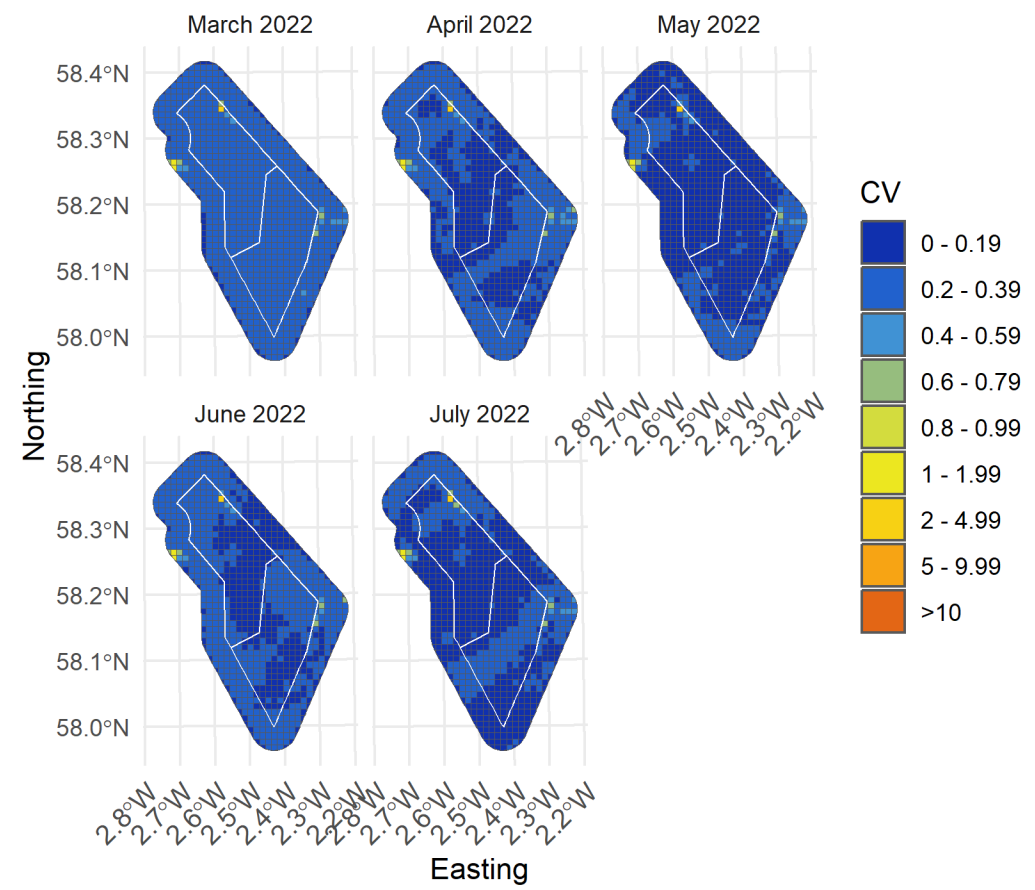 March 2022
April 2022
May 2022
58.4°N
58.3°N
58.2°N
58.1°N
58.0°N
2.8°W
2.7°W
2.6°W
2.5°W
2.4°W
2.3°W
2.2°W
June 2022
July 2022
58.4°N
58.3°N
58.2°N
58.1°N
58.0°N
2.8°W
2.7°W
2.6°W
2.5°W
2.4°W
2.3°W
2.2°W
2.8°W
2.7°W
2.6°W
2.5°W
2.4°W
2.3°W
2.2°W
Northing
Easting
CV
0 - 0.19
0.2 - 0.39
0.4 - 0.59
0.6 - 0.79
0.8 - 0.99
1 - 1.99
2 - 4.99
5 - 9.99
>10